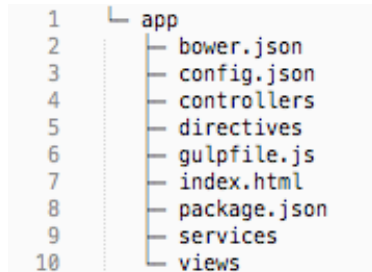 1 └─ app
2 ├─ bower.json
3 ├─ config.json
4 ├─ controllers
5 ├─ directives
6 ├─ gulpfile.js
7 ├─ index.html
8 ├─ package.json
9 ├─ services
10 └─ views